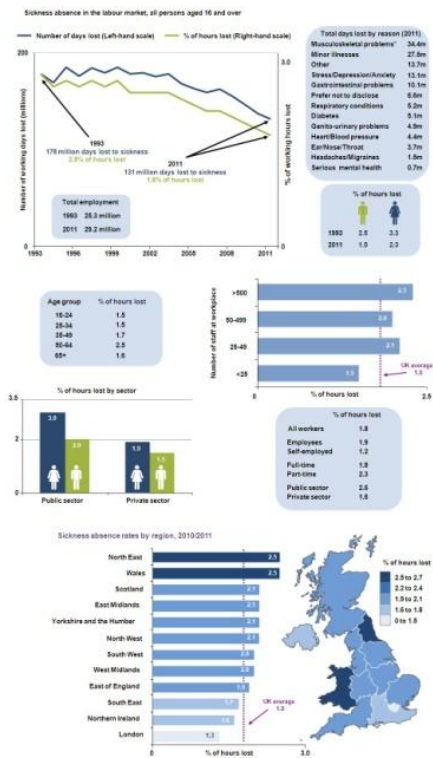 Sickness absence in the labour market, all persons aged 16 and over
Number of days lost (Left-hand scale)
% of hours lost (Right-hand scale)
200
3.0
Number of working days lost (millions)
% of working hours lost
1993
178 million days lost to sickness
2.8% of hours lost
2011
131 million days lost to sickness
1.8% of hours lost
Total employment
1993 25.3 million
2011 29.2 million
0
0
1993 1996 1999 2002 2005 2008 2011
Total days lost by reason (2011)
Musculoskeletal problems* 34.4m
Minor illnesses 27.5m
Other 13.7m
Stress/Depression/Anxiety 13.1m
Gastrointestinal problems 10.1m
Prefer not to disclose
Respiratory conditions 5.2m
Diabetes 5.1m
Genito-urinary problems 4.9m
Heart/Blood pressure 4.4m
Ear/Nose/Throat 3.7m
Headaches/Migraines
Serious mental health 0.7m
% of hours lost
1993 2.5 3.3
2011 1.5 2.3
Age group % of hours lost
16-24 1.5
25-34 1.5
35-49 1.7
50-64 2.5
65+ 1.6
Number of staff at workplace
>500 2.3
50-499
25-49 2.1
<25 1.5
UK average
1.8
0 % of hours lost 2.5
% of hours lost by sector
3.5
2
0
3.0
2.0
1.9
1.5
Public sector Private sector
% of hours lost
All workers 1.8
Employees 1.9
Self-employed 1.2
Full-time 1.8
Part-time 2.3
Public sector 2.6
Private sector 1.6
Sickness absence rates by region, 2010/2011
North East 2.5
Wales 2.5
Scotland 2.1
East Midlands 2.1
Yorkshire and the Humber 2.1
North West 2.1
South West 2.0
West Midlands 2.0
East of England 1.9
South East 1.7
Northern Ireland 1.6
London 1.3
UK average
1.8
0 % of hours lost 3.0
% of hours lost
2.5 to 2.7
2.2 to 2.4
1.9 to 2.1
1.6 to 1.8
0 to 1.5